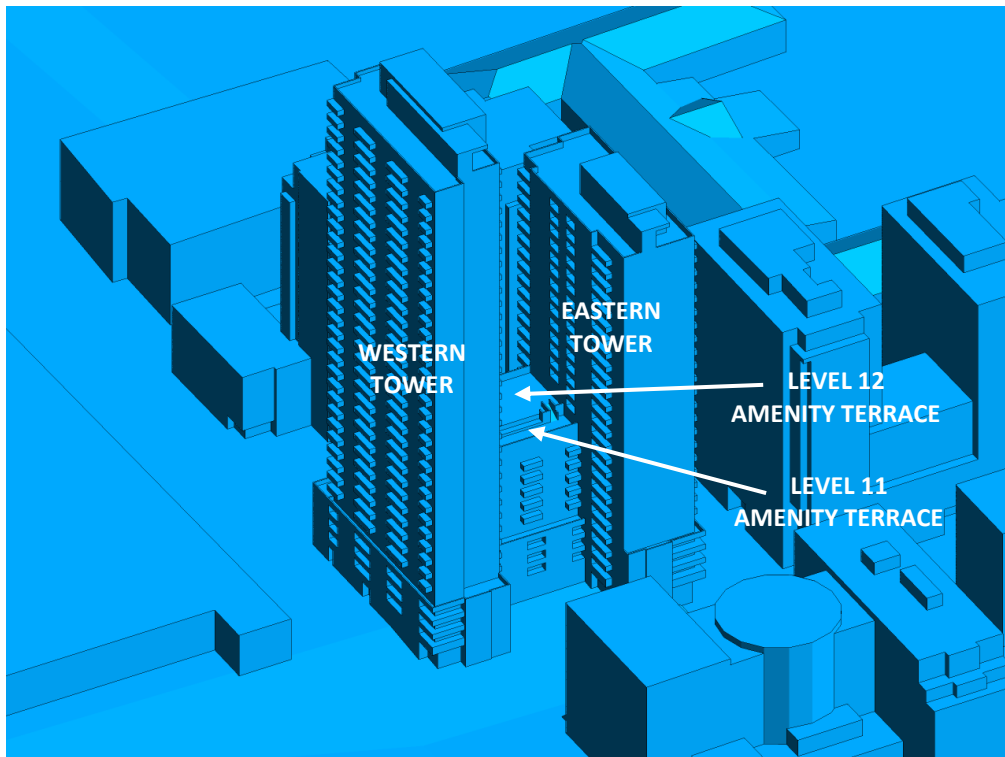 EASTERN
TOWER
WESTERN
TOWER
LEVEL 12
AMENITY TERRACE
LEVEL 11
AMENITY TERRACE